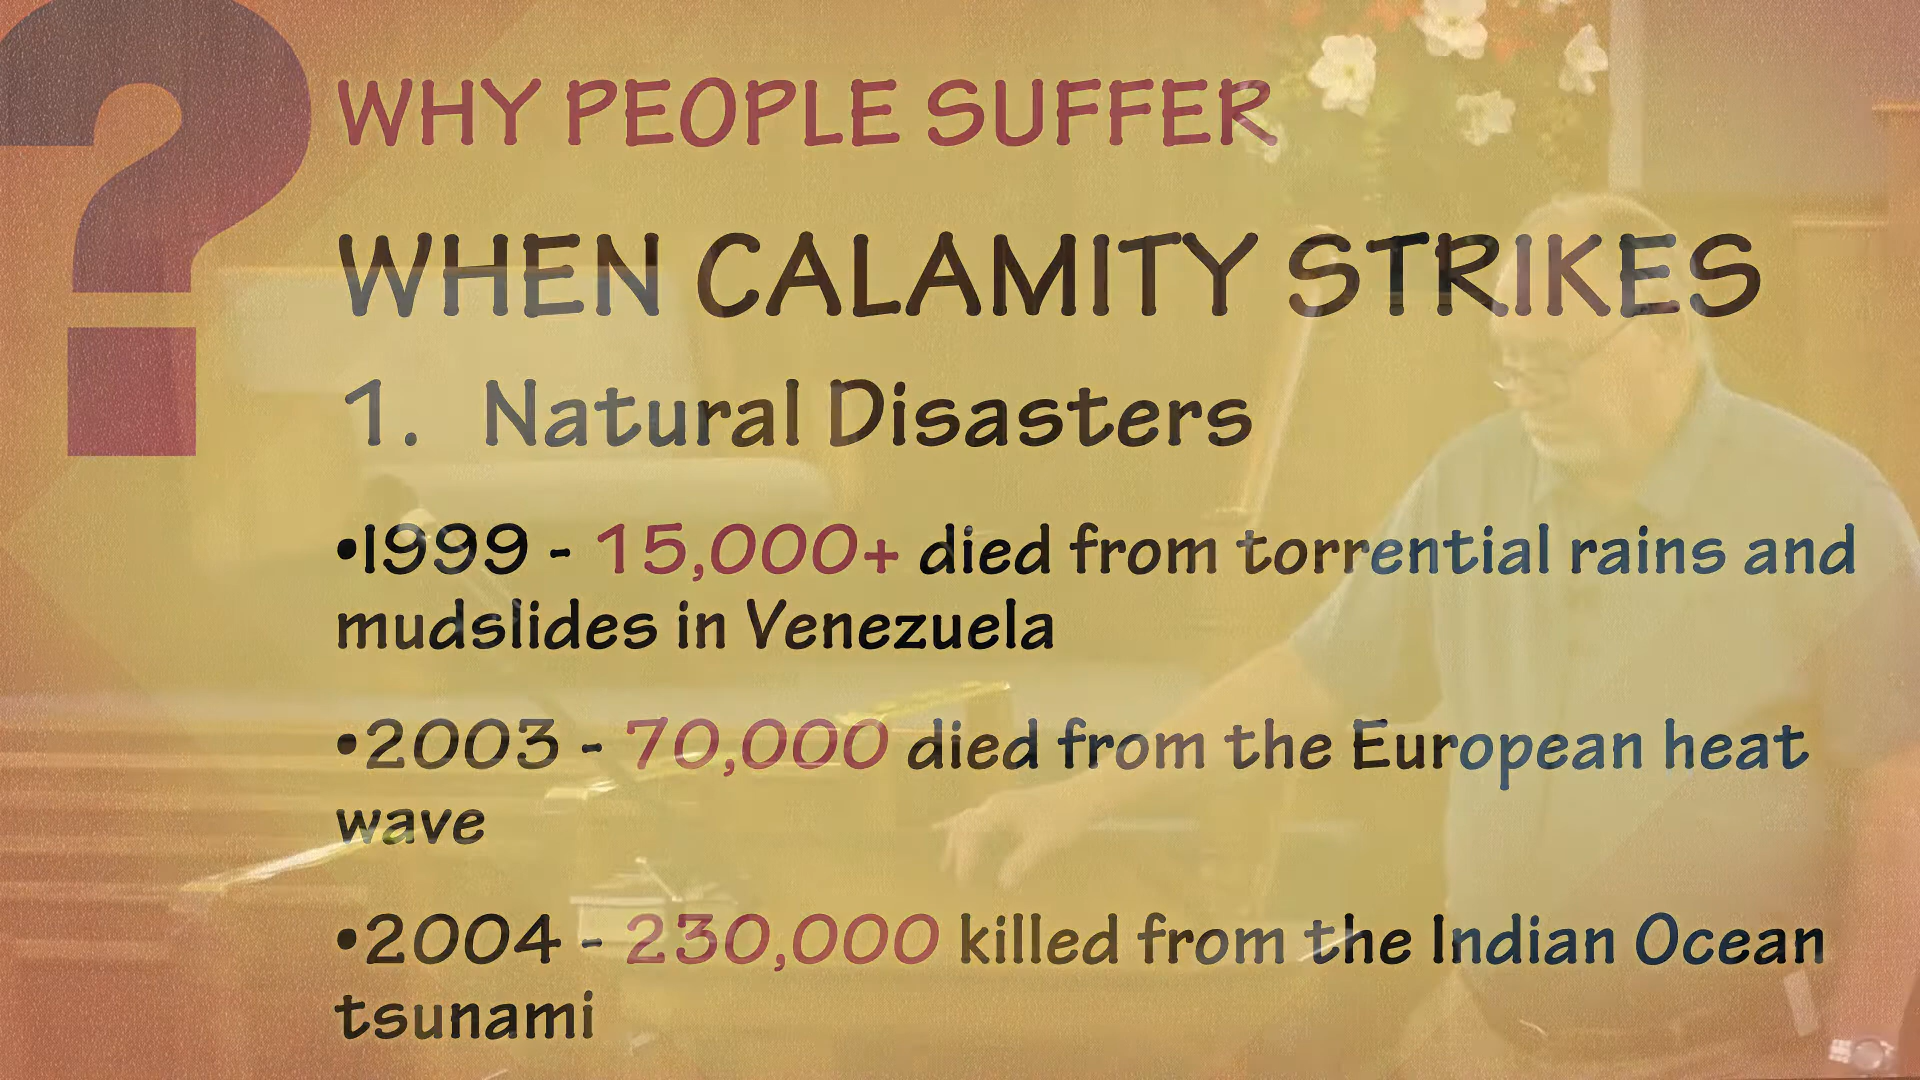 ?
WHY PEOPLE SUFFER
WHEN CALAMITY STRIKES
1. Natural Disasters
•1999 - 15,000+ died from torrential rains and
mudslides in Venezuela
•2003 - 70,000 died from the European heat
wave
•2004 - 230,000 killed from the Indian Ocean
tsunami